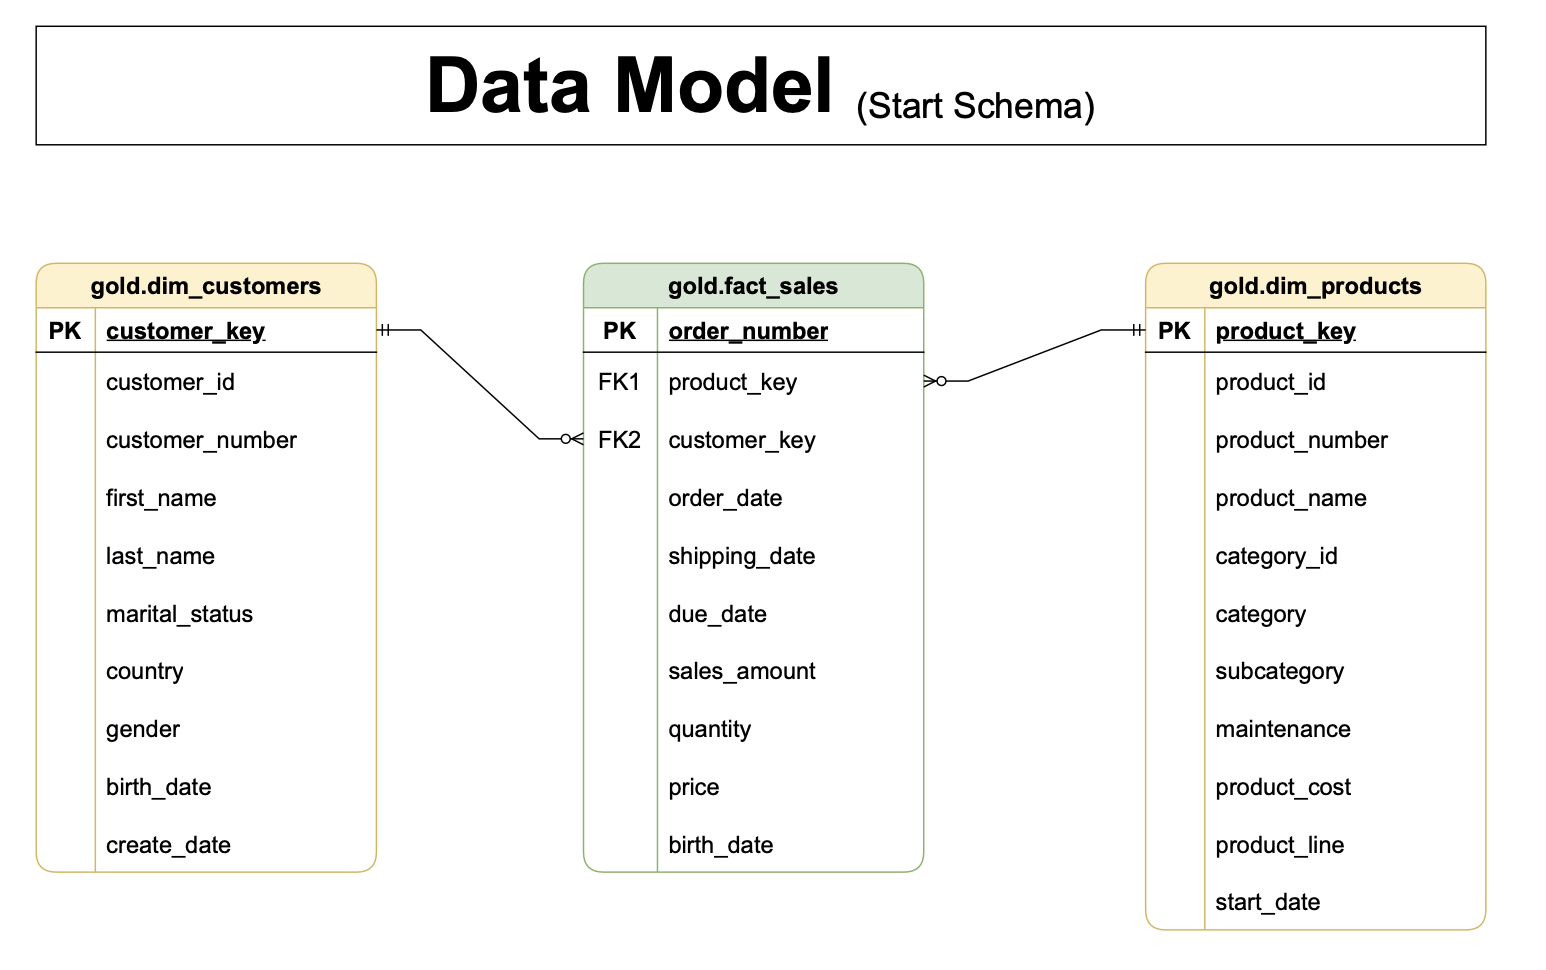 Data Model (Start Schema)
gold.dim_customers
PK customer_key
customer_id
customer_number
first_name
last_name
marital_status
country
gender
birth_date
create_date
gold.fact_sales
PK order_number
FK1 product_key
FK2 customer_key
order_date
shipping_date
due_date
sales_amount
quantity
price
birth_date
gold.dim_products
PK product_key
product_id
product_number
product_name
category_id
category
subcategory
maintenance
product_cost
product_line
start_date